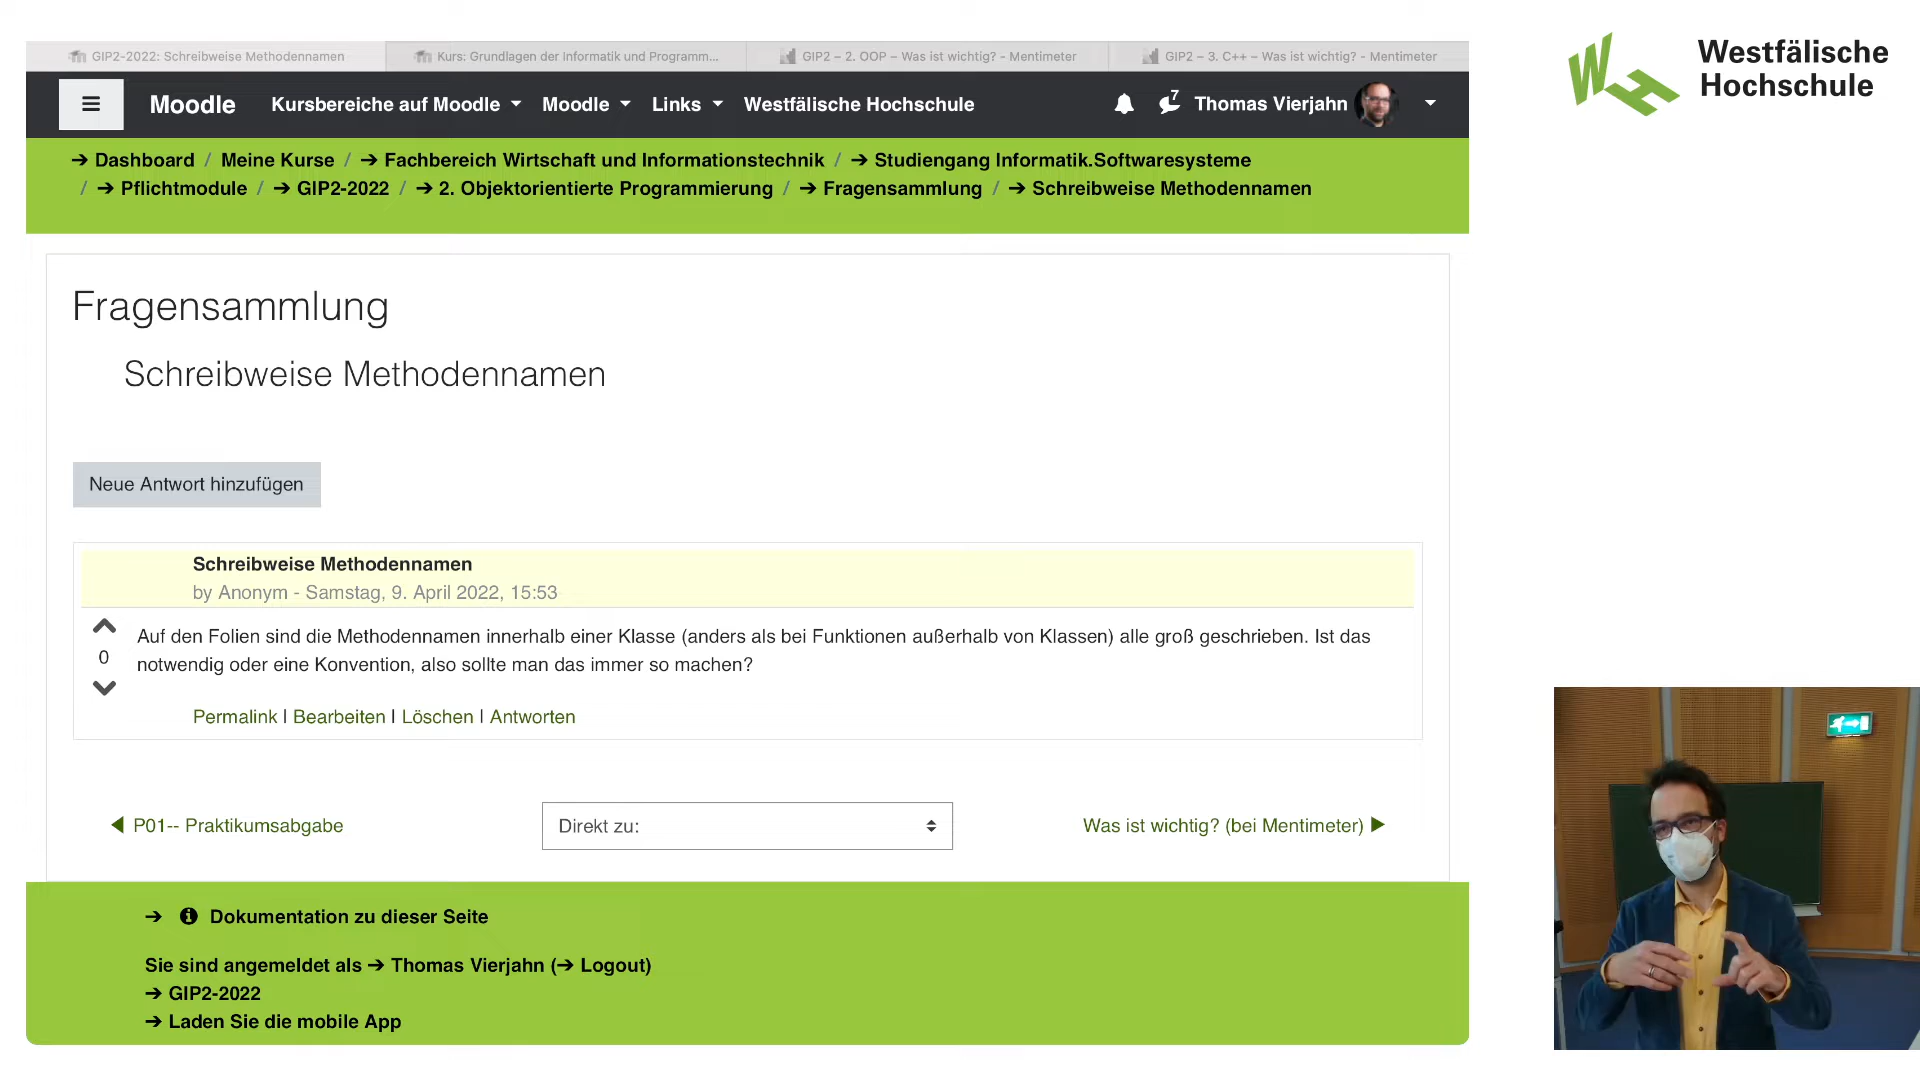 GIP2-2022: Schreibweise Methodennamen
Kurs: Grundlagen der Informatik und Programm...
GIP2 – 2. OOP – Was ist wichtig? - Mentimeter
GIP2 – 3. C++ – Was ist wichtig? - Mentimeter
Westfälische
Hochschule
Moodle Kursbereiche auf Moodle Moodle Links Westfälische Hochschule 7 Thomas Vierjahn
→ Dashboard / Meine Kurse / → Fachbereich Wirtschaft und Informationstechnik / → Studiengang Informatik.Softwaresysteme
/ → Pflichtmodule / → GIP2-2022 / → 2. Objektorientierte Programmierung / → Fragensammlung / → Schreibweise Methodennamen
Fragensammlung
Schreibweise Methodennamen
Neue Antwort hinzufügen
Schreibweise Methodennamen
by Anonym - Samstag, 9. April 2022, 15:53
Auf den Folien sind die Methodennamen innerhalb einer Klasse (anders als bei Funktionen außerhalb von Klassen) alle groß geschrieben. Ist das
0
notwendig oder eine Konvention, also sollte man das immer so machen?
Permalink | Bearbeiten | Löschen | Antworten
◀ P01-- Praktikumsabgabe
Direkt zu:
Was ist wichtig? (bei Mentimeter) ▶
→ Dokumentation zu dieser Seite
Sie sind angemeldet als → Thomas Vierjahn (→ Logout)
→ GIP2-2022
→ Laden Sie die mobile App